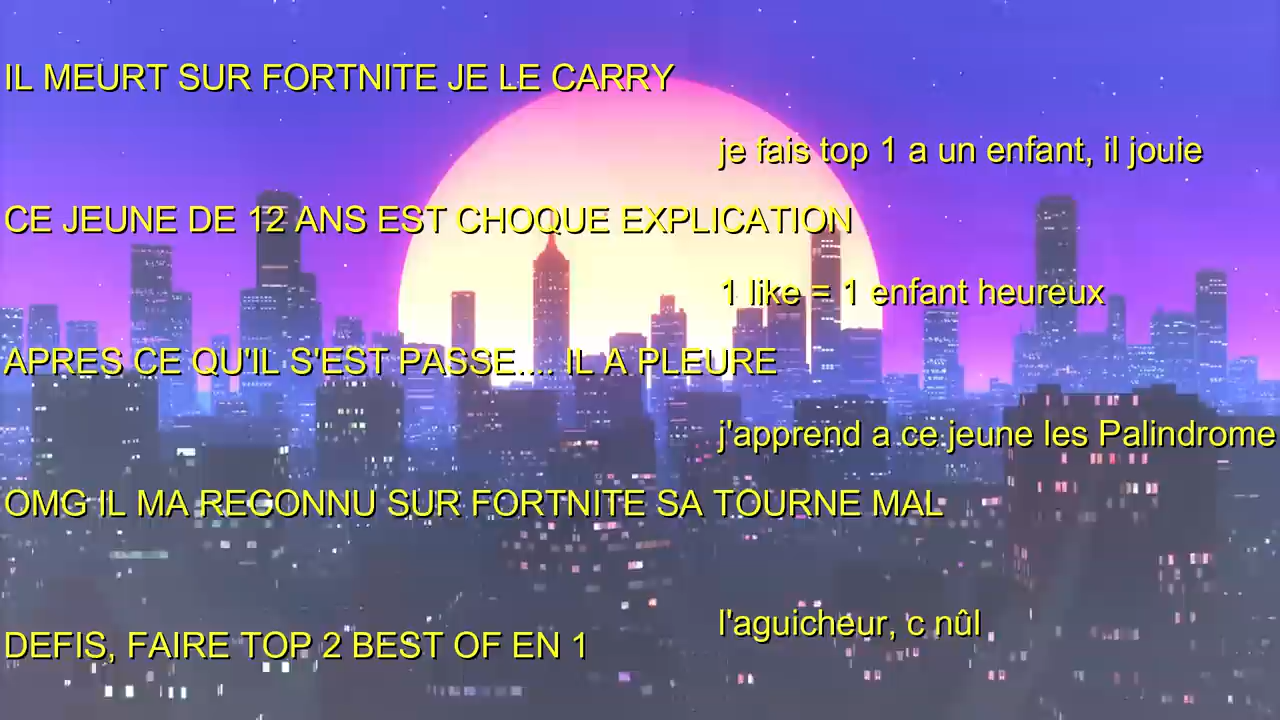 IL MEURT SUR FORTNITE JE LE CARRY
je fais top 1 a un enfant, il jouie
CE JEUNE DE 12 ANS EST CHOQUE EXPLICATION
1 like = 1 enfant heureux
APRES CE QU'IL S'EST PASSE.... IL A PLEURE
j'apprend a ce jeune les Palindrome
OMG IL MA RECONNU SUR FORTNITE SA TOURNE MAL
l'aguicheur, c nûl
DEFIS, FAIRE TOP 2 BEST OF EN 1